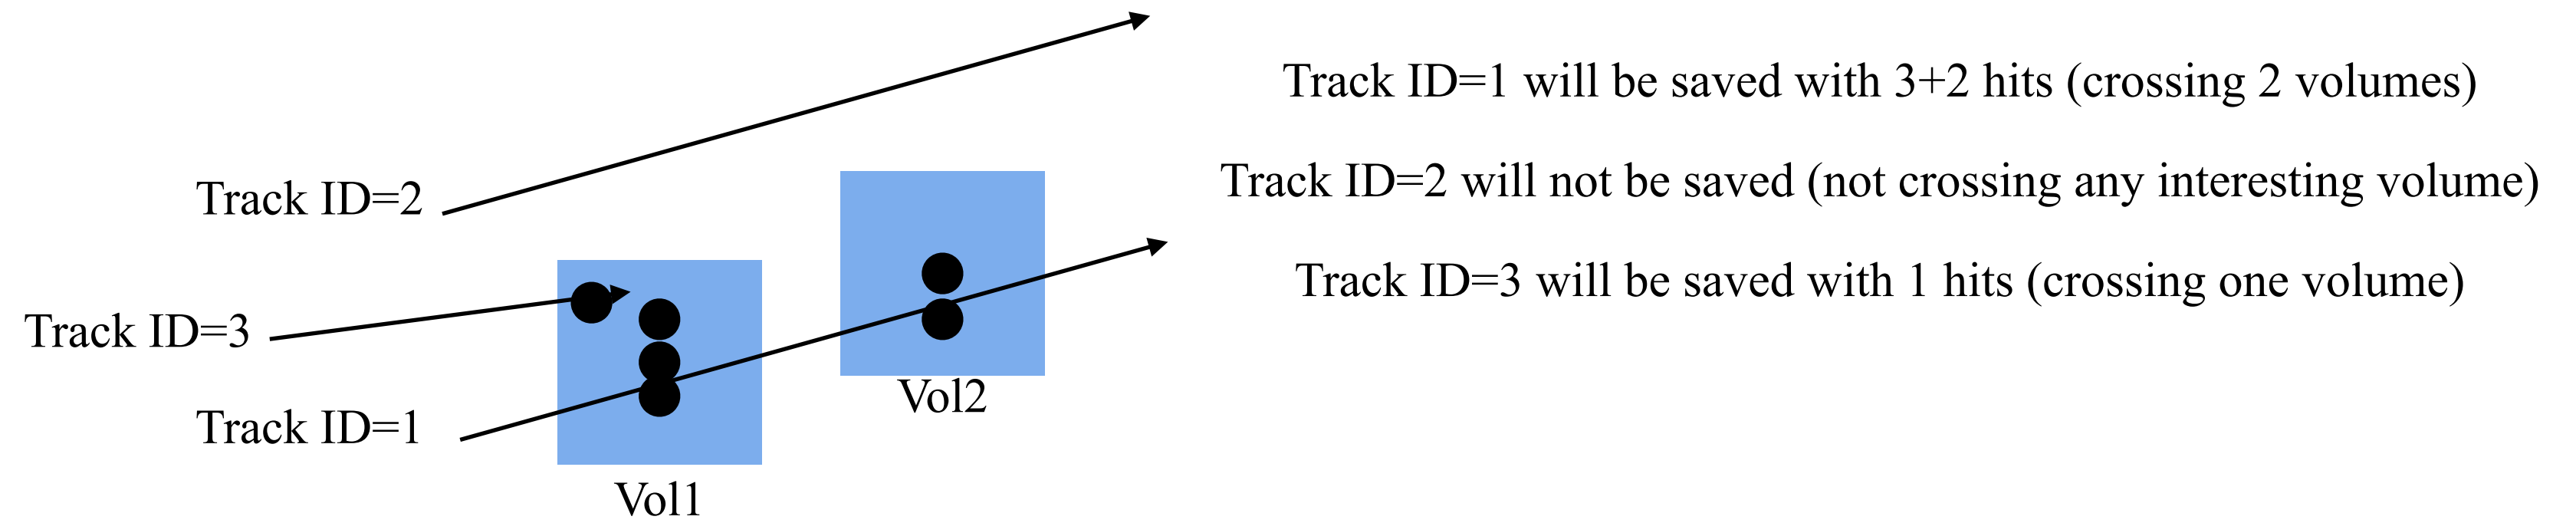 Track ID=1 will be saved with 3+2 hits (crossing 2 volumes)
Track ID=2 will not be saved (not crossing any interesting volume)
Track ID=2
Track ID=3 will be saved with 1 hits (crossing one volume)
Track ID=3
Vol2
Track ID=1
Vol1